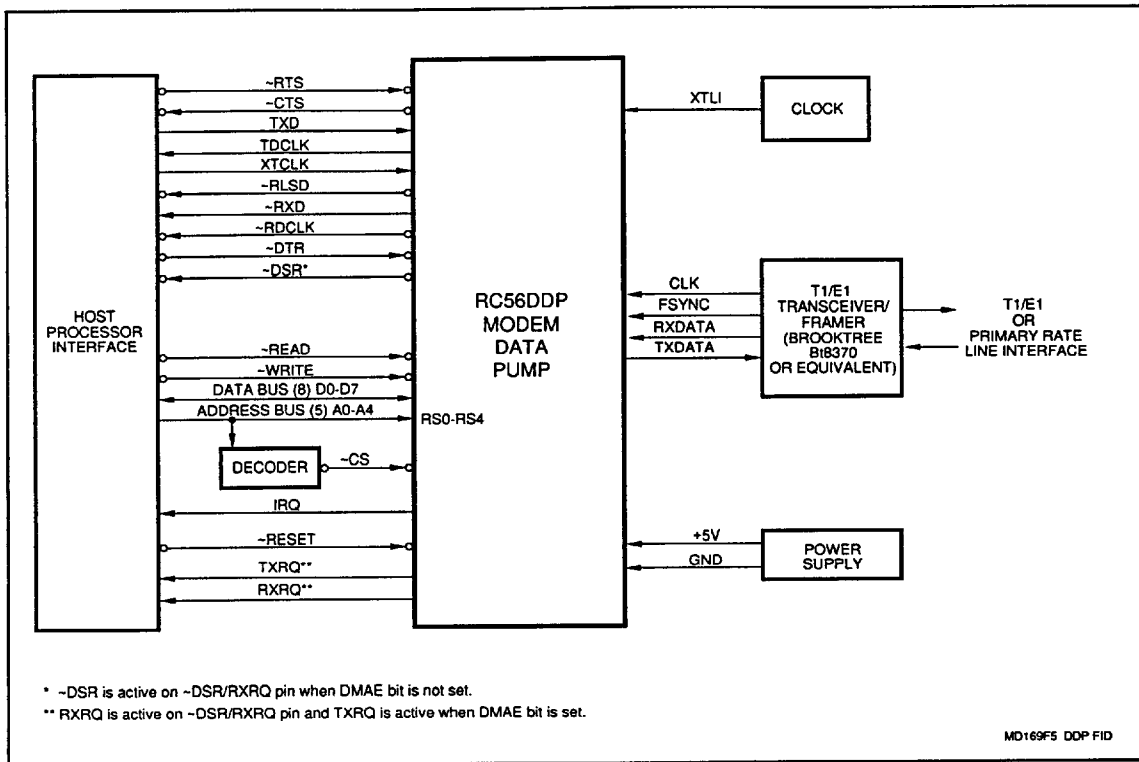 ~RTS
~CTS
TXD
TDCLK
XTCLK
~RLSD
~RXD
~RDCLK
~DTR
~DSR*
HOST
PROCESSOR
INTERFACE
~READ
~WRITE
DATA BUS (8) D0-D7
ADDRESS BUS (5) A0-A4
DECODER
~CS
IRQ
~RESET
TXRQ**
RXRQ**
RC56DDP
MODEM
DATA
PUMP
RS0-RS4
XTLI
CLOCK
CLK
FSYNC
RXDATA
TXDATA
T1/E1
TRANSCEIVER/
FRAMER
(BROOKTREE
Bt8370
OR EQUIVALENT)
T1/E1
OR
PRIMARY RATE
LINE INTERFACE
+5V
GND
POWER
SUPPLY
* ~DSR is active on ~DSR/RXRQ pin when DMAE bit is not set.
** RXRQ is active on ~DSR/RXRQ pin and TXRQ is active when DMAE bit is set.
MD169F5 DDP FID